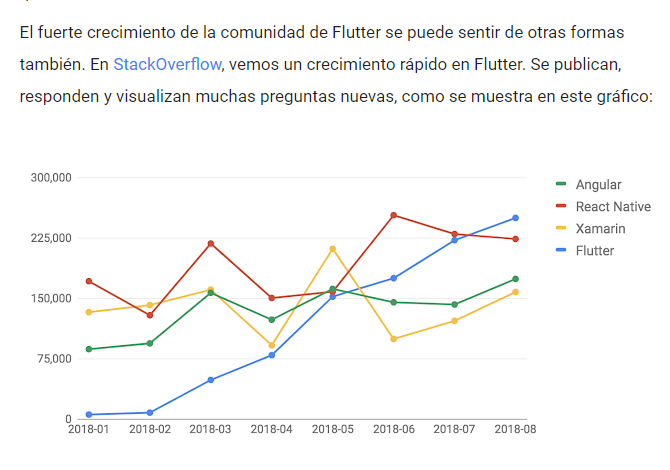 El fuerte crecimiento de la comunidad de Flutter se puede sentir de otras formas
también. En StackOverflow, vemos un crecimiento rápido en Flutter. Se publican,
responden y visualizan muchas preguntas nuevas, como se muestra en este gráfico:
300,000
225,000
150,000
75,000
0
2018-01 2018-02 2018-03 2018-04 2018-05 2018-06 2018-07 2018-08
Angular
React Native
Xamarin
Flutter